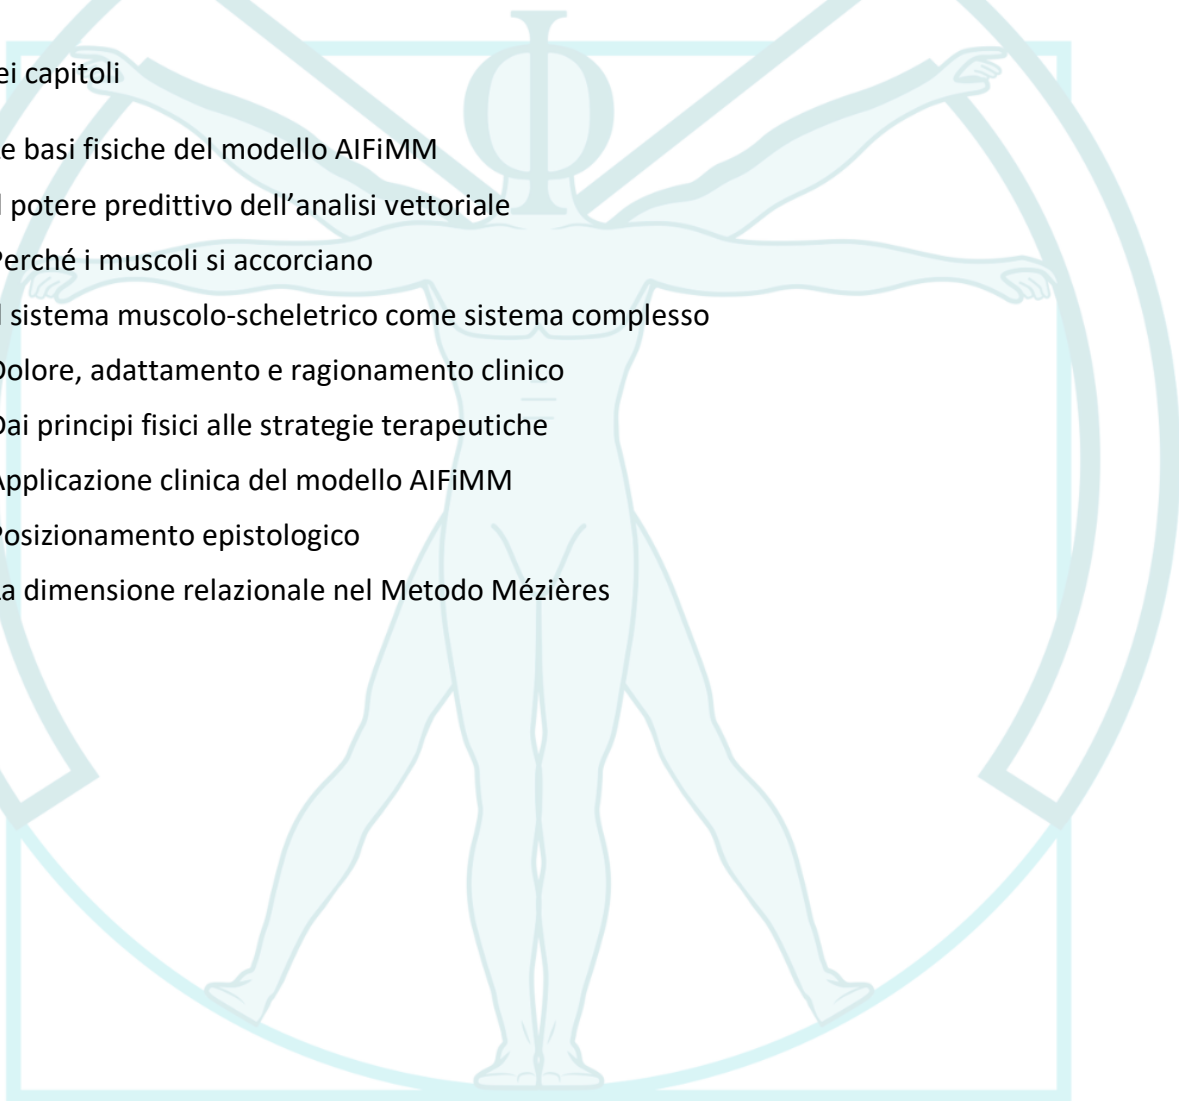 ei capitoli
e basi fisiche del modello AIFiMM
l potere predittivo dell’analisi vettoriale
Perché i muscoli si accorciano
l sistema muscolo-scheletrico come sistema complesso
Dolore, adattamento e ragionamento clinico
Dai principi fisici alle strategie terapeutiche
Applicazione clinica del modello AIFiMM
Posizionamento epistologico
a dimensione relazionale nel Metodo Mézières